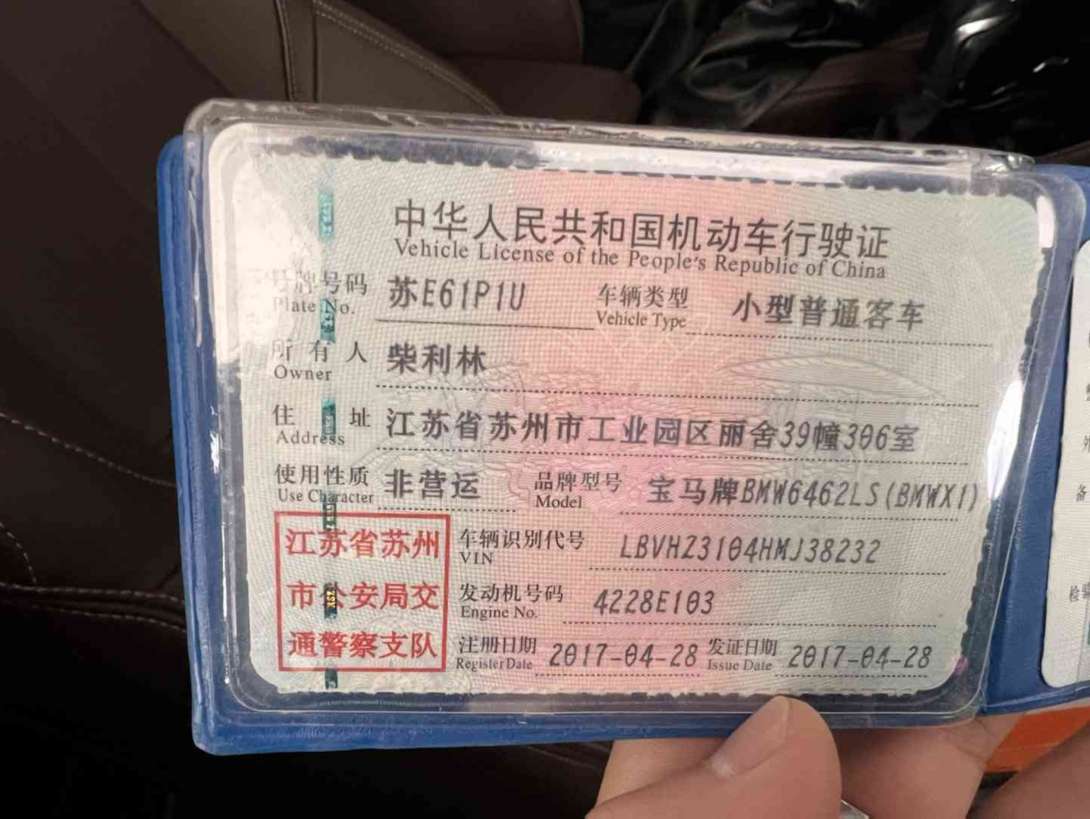 中华人民共和国机动车行驶证
Vehicle License of the People's Republic of China
号牌号码 苏E61P1U 车辆类型 小型普通客车
Plate No. Vehicle Type
所有人 柴利林
Owner
住址 江苏省苏州市工业园区丽舍39幢306室
Address
使用性质 非营运 品牌型号 宝马牌BMW6462LS(BMWX1)
Use Character Model
江苏省苏州 车辆识别代号 LBVHZ3104HMJ38232
VIN
市公安局交 发动机号码 4228E103
Engine No.
通警察支队 注册日期 2017-04-28 发证日期 2017-04-28
Register Date Issue Date